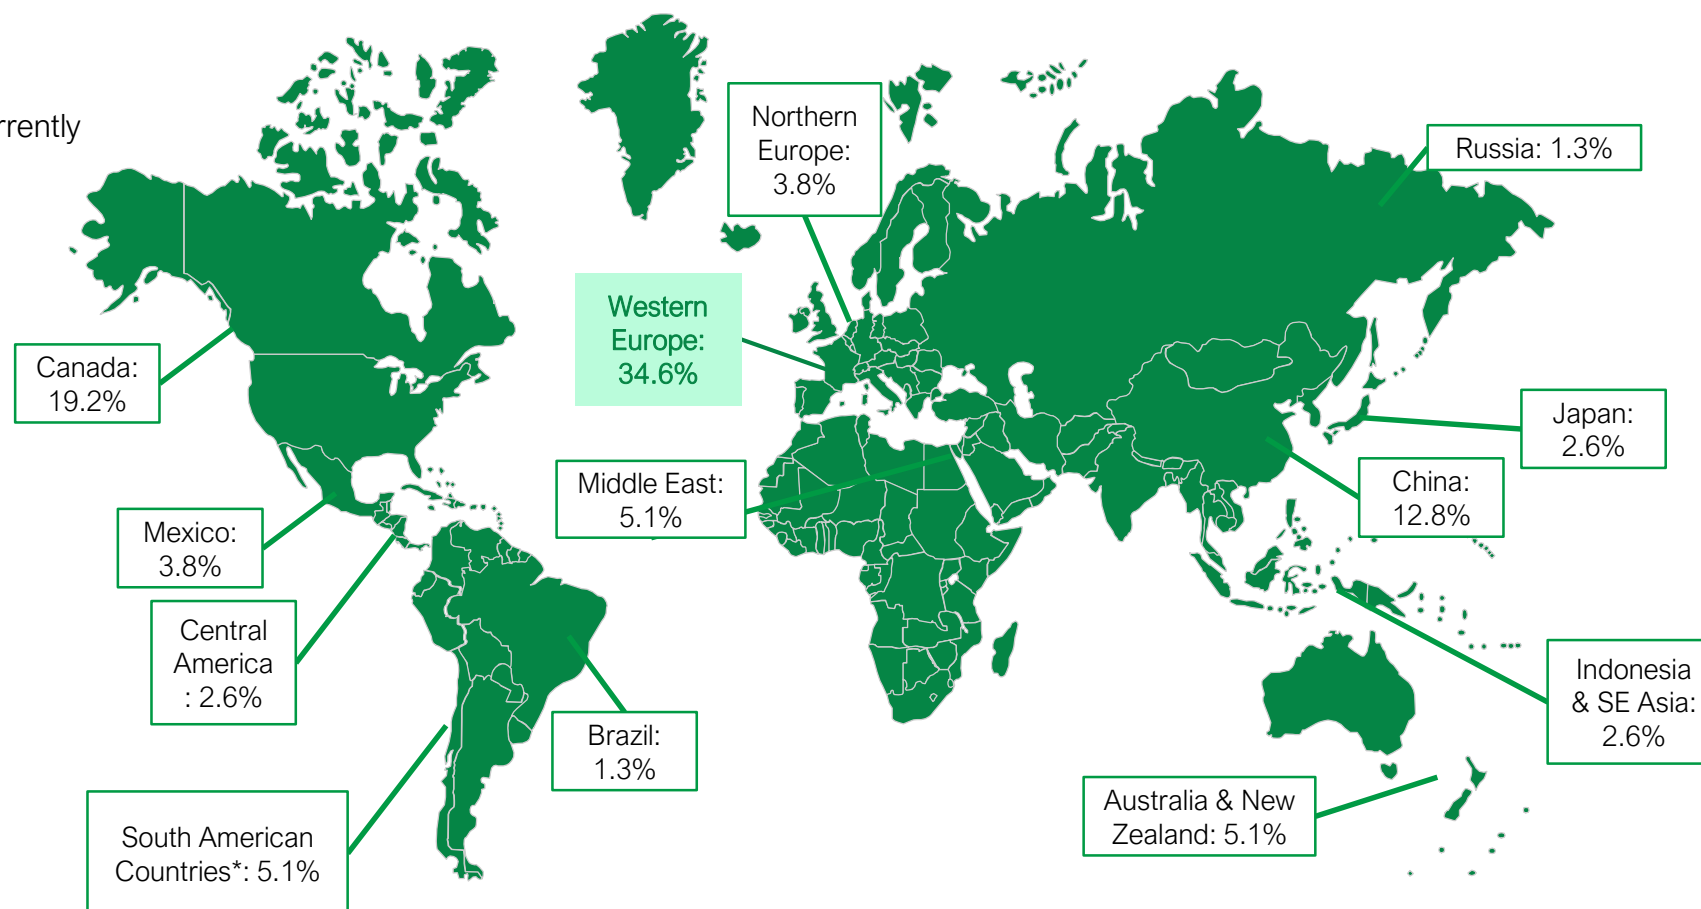 Northern
Europe:
3.8%
Russia: 1.3%
Western
Europe:
34.6%
Canada:
19.2%
Japan:
2.6%
Middle East:
5.1%
China:
12.8%
Mexico:
3.8%
Central
America
: 2.6%
Indonesia
& SE Asia:
2.6%
Brazil:
1.3%
Australia & New
Zealand: 5.1%
South American
Countries*: 5.1%